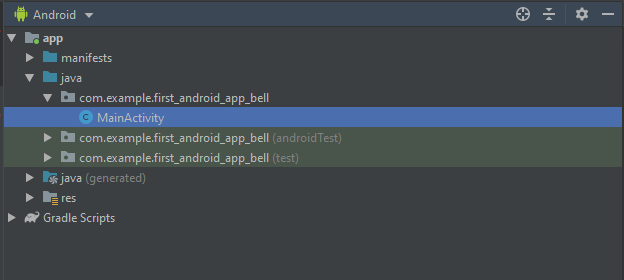 Android
app
manifests
java
com.example.first_android_app_bell
C MainActivity
com.example.first_android_app_bell (androidTest)
com.example.first_android_app_bell (test)
java (generated)
res
Gradle Scripts